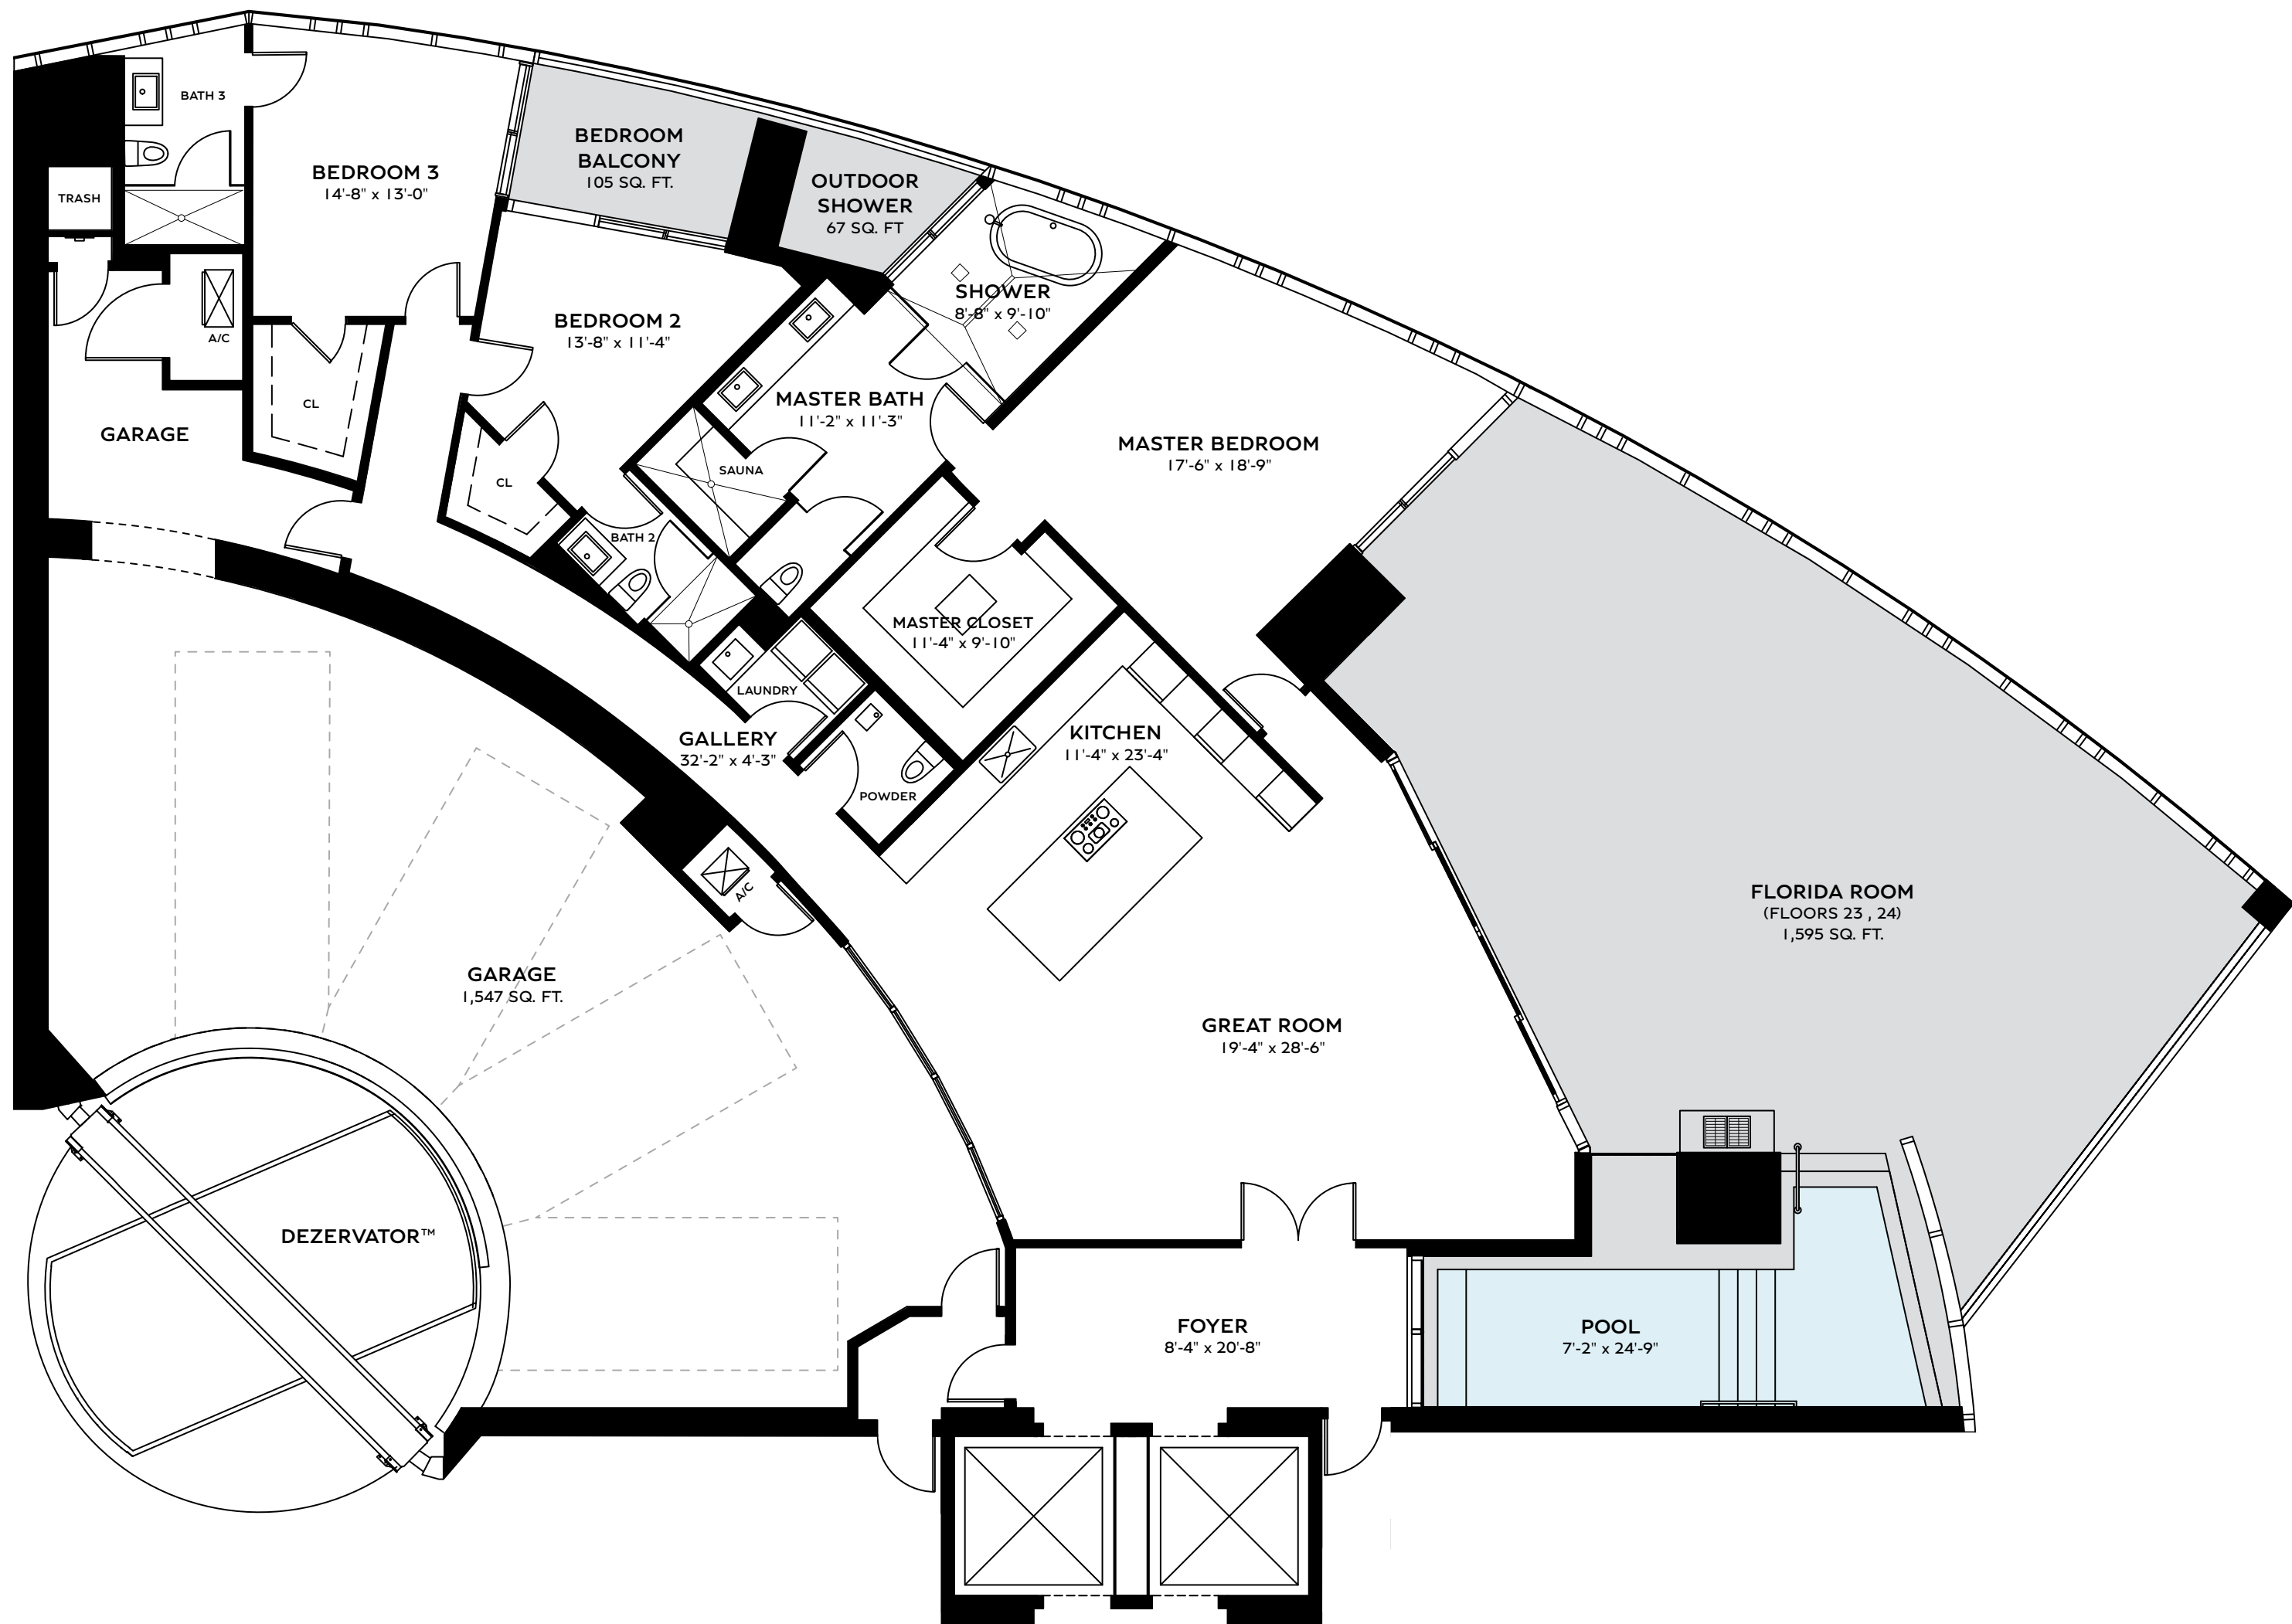 BATH 3
TRASH
BEDROOM 3
14'-8" x 13'-0"
BEDROOM
BALCONY
105 SQ. FT.
OUTDOOR
SHOWER
67 SQ. FT
SHOWER
8'-8" x 9'-10"
A/C
CL
GARAGE
BEDROOM 2
13'-8" x 11'-4"
MASTER BATH
11'-2" x 11'-3"
SAUNA
CL
BATH 2
MASTER BEDROOM
17'-6" x 18'-9"
MASTER CLOSET
11'-4" x 9'-10"
LAUNDRY
GALLERY
32'-2" x 4'-3"
POWDER
KITCHEN
11'-4" x 23'-4"
A/C
FLORIDA ROOM
(FLOORS 23 , 24)
1,595 SQ. FT.
GARAGE
1,547 SQ. FT.
GREAT ROOM
19'-4" x 28'-6"
DEZERVATOR™
FOYER
8'-4" x 20'-8"
POOL
7'-2" x 24'-9"